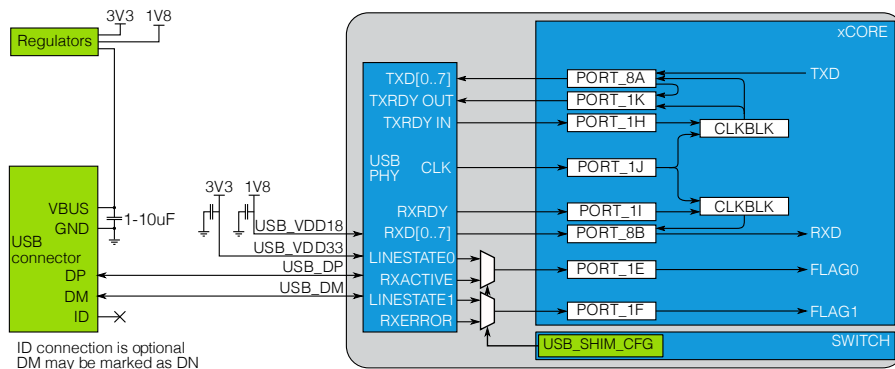 3V3 1V8
Regulators
xCORE
TXD[0..7] PORT_8A TXD
TXRDY OUT PORT_1K
TXRDY IN PORT_1H CLKBLK
USB PHY
CLK PORT_1J
3V3 1V8
VBUS
1-10uF
GND
USB connector
DP
DM
ID
USB_VDD18
USB_VDD33
USB_DP
USB_DM
RXRDY PORT_1I CLKBLK
RXD[0..7] PORT_8B RXD
LINESTATE0
RXACTIVE
PORT_1E FLAG0
LINESTATE1
RXERROR
PORT_1F FLAG1
USB_SHIM_CFG SWITCH
ID connection is optional
DM may be marked as DN